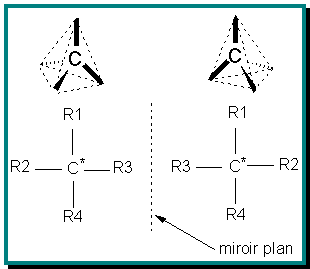 C C
R1 R1
R2 C* R3 R3 C* R2
R4 R4
miroir plan